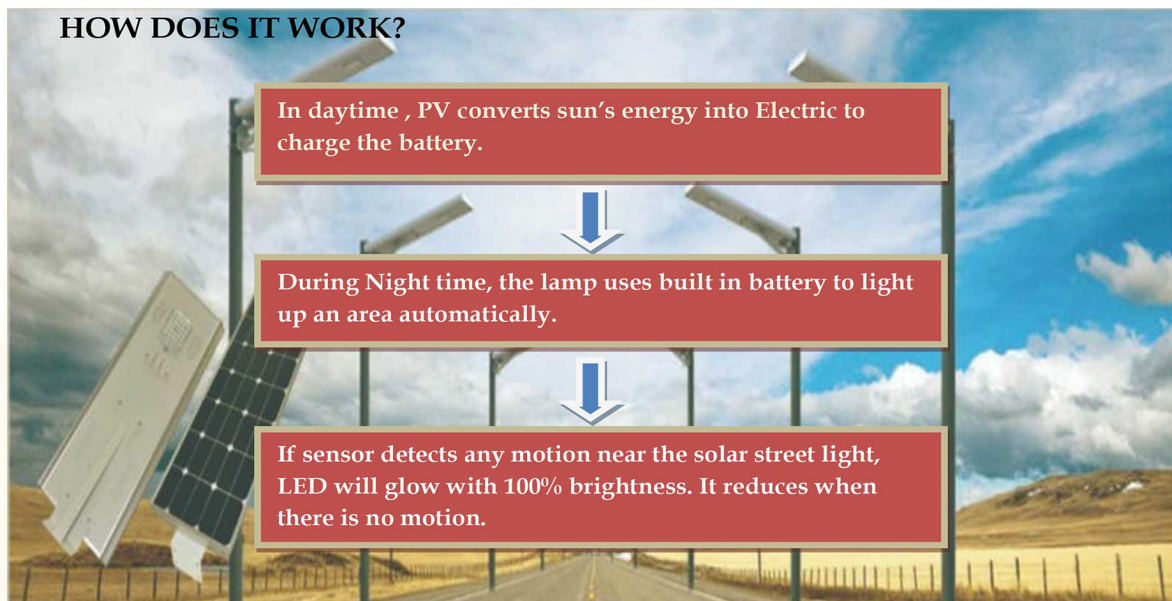 HOW DOES IT WORK?
In daytime , PV converts sun’s energy into Electric to
charge the battery.
During Night time, the lamp uses built in battery to light
up an area automatically.
If sensor detects any motion near the solar street light,
LED will glow with 100% brightness. It reduces when
there is no motion.